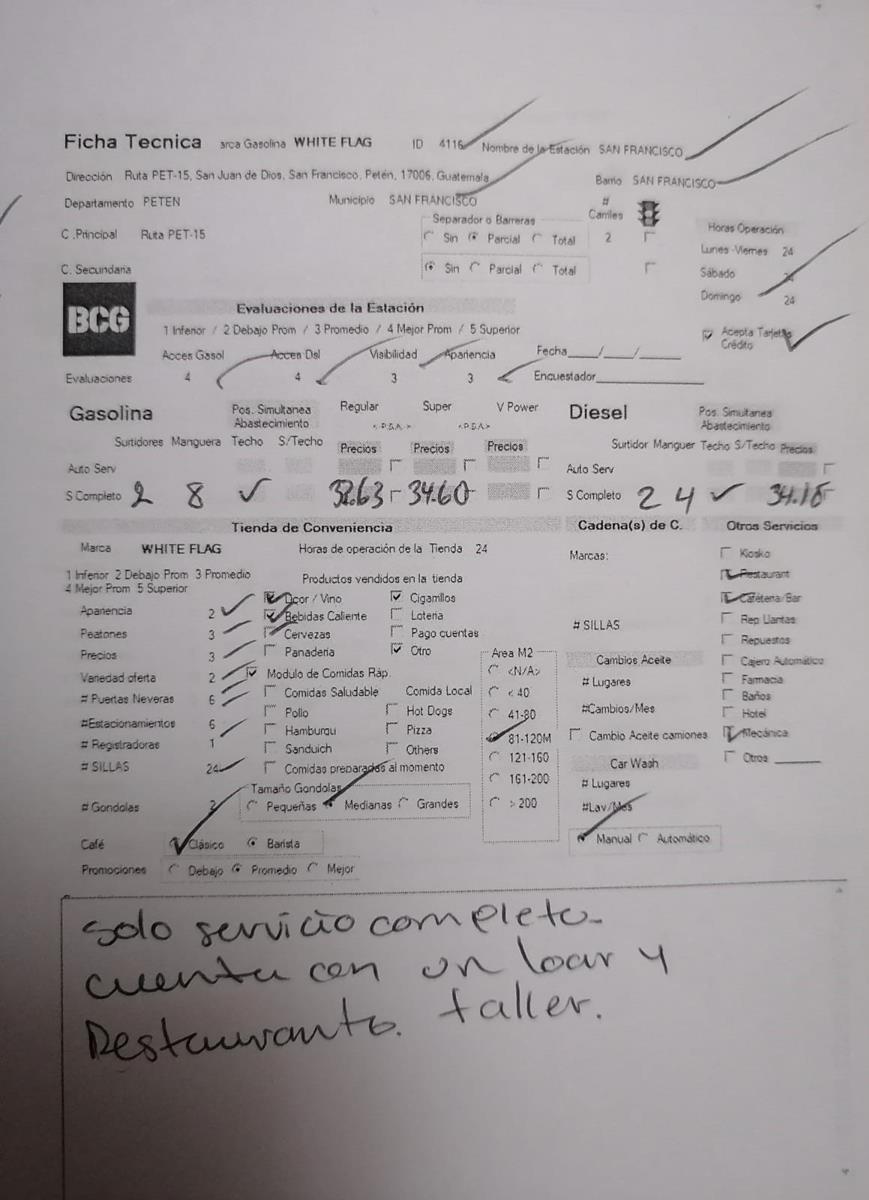 Ficha Tecnica arca Gasolina WHITE FLAG ID 4116 Nombre de la Estación SAN FRANCISCO
Dirección Ruta PET-15, San Juan de Dios, San Francisco, Petén, 17006, Guatemala Barrio SAN FRANCISCO
Departamento PETEN Municipio SAN FRANCISCO # Carriles
Separador o Barreras
C .Principal Ruta PET-15 Sin Parcial Total 2 Horas Operación
Lunes -Viernes 24
C. Secundaria Sin Parcial Total Sábado 24
Domingo 24
BCG
Evaluaciones de la Estación
1 Inferior / 2 Debajo Prom / 3 Promedio / 4 Mejor Prom / 5 Superior
Acepta Tarjeta Crédito
Acces Gasol Acces Dsl Visibilidad Apariencia Fecha___/___/____
Evaluaciones 4 4 3 3 Encuestador
Gasolina Pos. Simultanea Abastecimiento Regular Super V Power Diesel Pos. Simultanea Abastecimiento
<.P.S.A.> <.P.S.A.>
Surtidores Manguera Techo S/Techo Precios Precios Precios Surtidor Manguer Techo S/Techo Precios
Auto Serv Auto Serv
S Completo 2 8 ✓ 32.63 34.60 S Completo 2 4 ✓ 34.18
Tienda de Conveniencia Cadena(s) de C. Otros Servicios
Marca WHITE FLAG Horas de operación de la Tienda 24 Marcas: Kiosko
1 Inferior 2 Debajo Prom 3 Promedio
4 Mejor Prom 5 Superior
Productos vendidos en la tienda Restaurant
Apariencia 2 Licor / Vino Cigarrillos Cafeteria/Bar
Peatones 3 Bebidas Caliente Loteria # SILLAS Rep Llantas
Precios 3 Cervezas Pago cuentas Repuestos
Panaderia Otro Area M2 Cambios Aceite Cajero Automático
Variedad oferta 2 Modulo de Comidas Ráp. <N/A> # Lugares Farmacia
# Puertas Neveras 6 Comidas Saludable Comida Local < 40 Baños
Pollo Hot Dogs 41-80 #Cambios/Mes Hotel
#Estacionamientos 6 Hamburqu Pizza 81-120M Cambio Aceite camiones Mecánica
# Registradoras 1 Sanduich Others 121-160 Car Wash Otros
# SILLAS 24 Comidas preparadas al momento 161-200 # Lugares
Tamaño Gondolas
# Gondolas 2 Pequeñas Medianas Grandes > 200 #Lav/Mes
Café Clásico Barista Manual Automático
Promociones Debajo Promedio Mejor
Solo servicio completo.
cuenta con un loar y
Restauranto. taller.